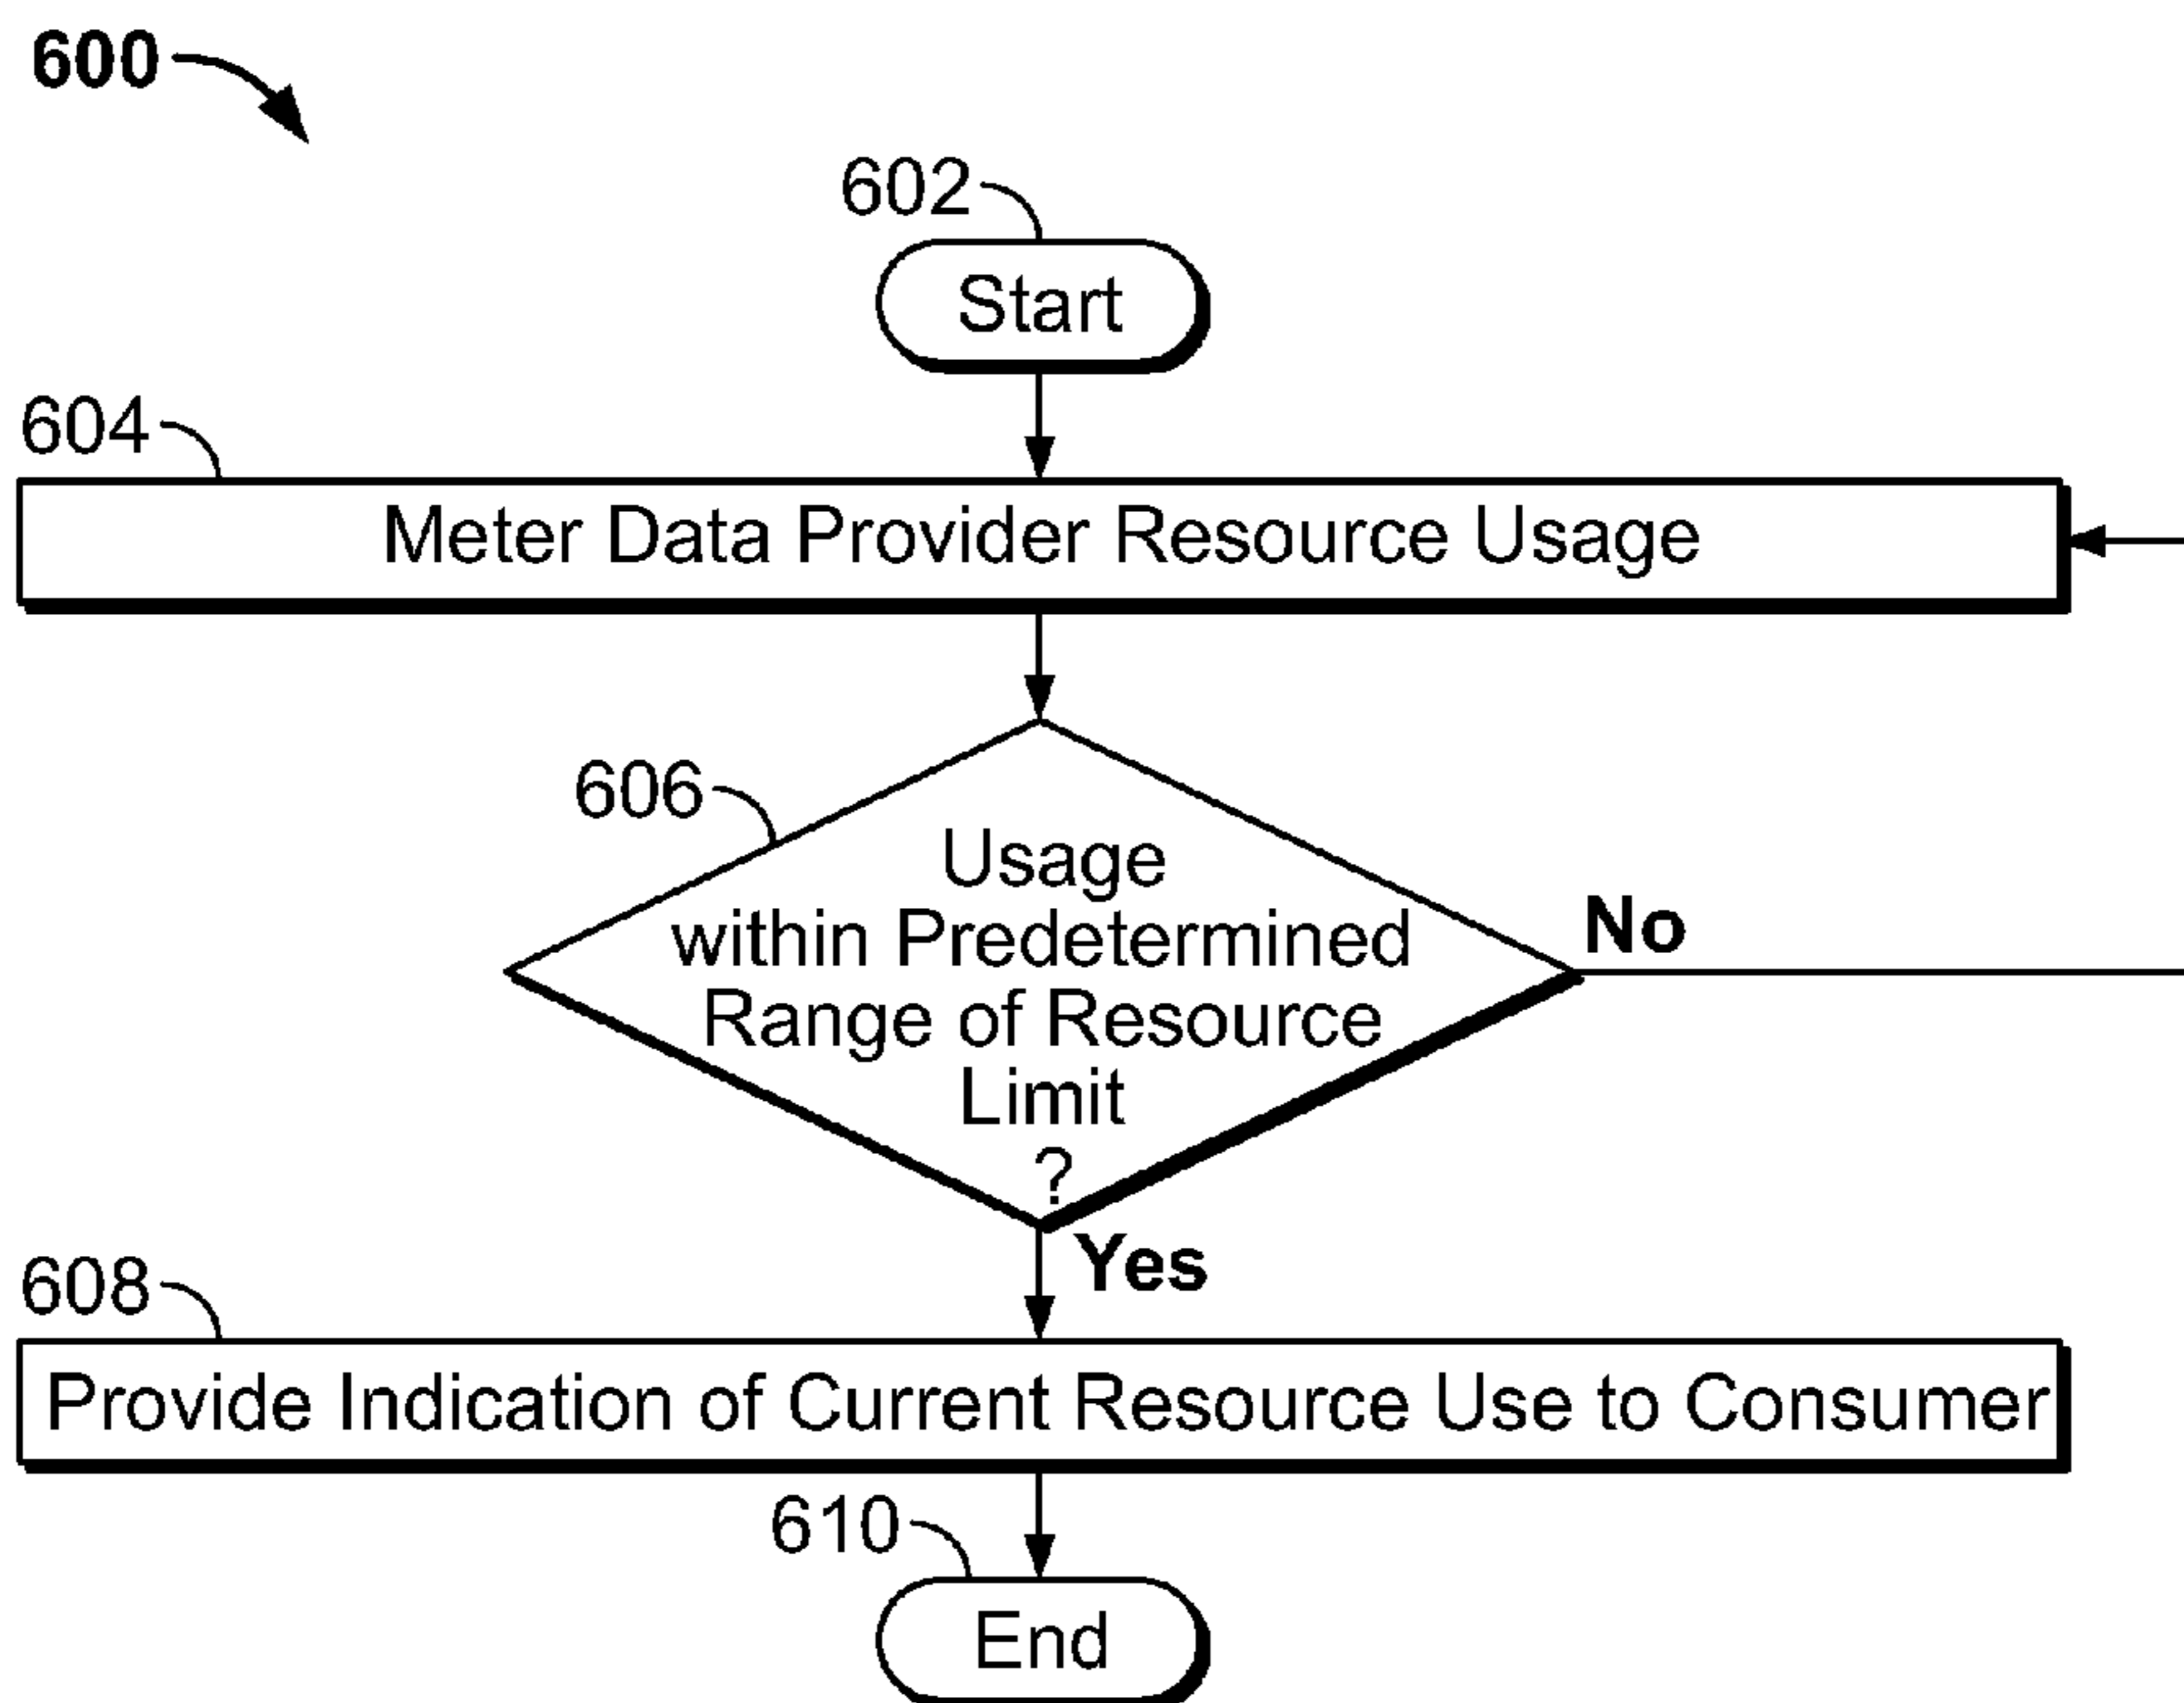 600
602
Start
604
Meter Data Provider Resource Usage
606
Usage
within Predetermined
Range of Resource
Limit
?
No
Yes
608
Provide Indication of Current Resource Use to Consumer
610
End